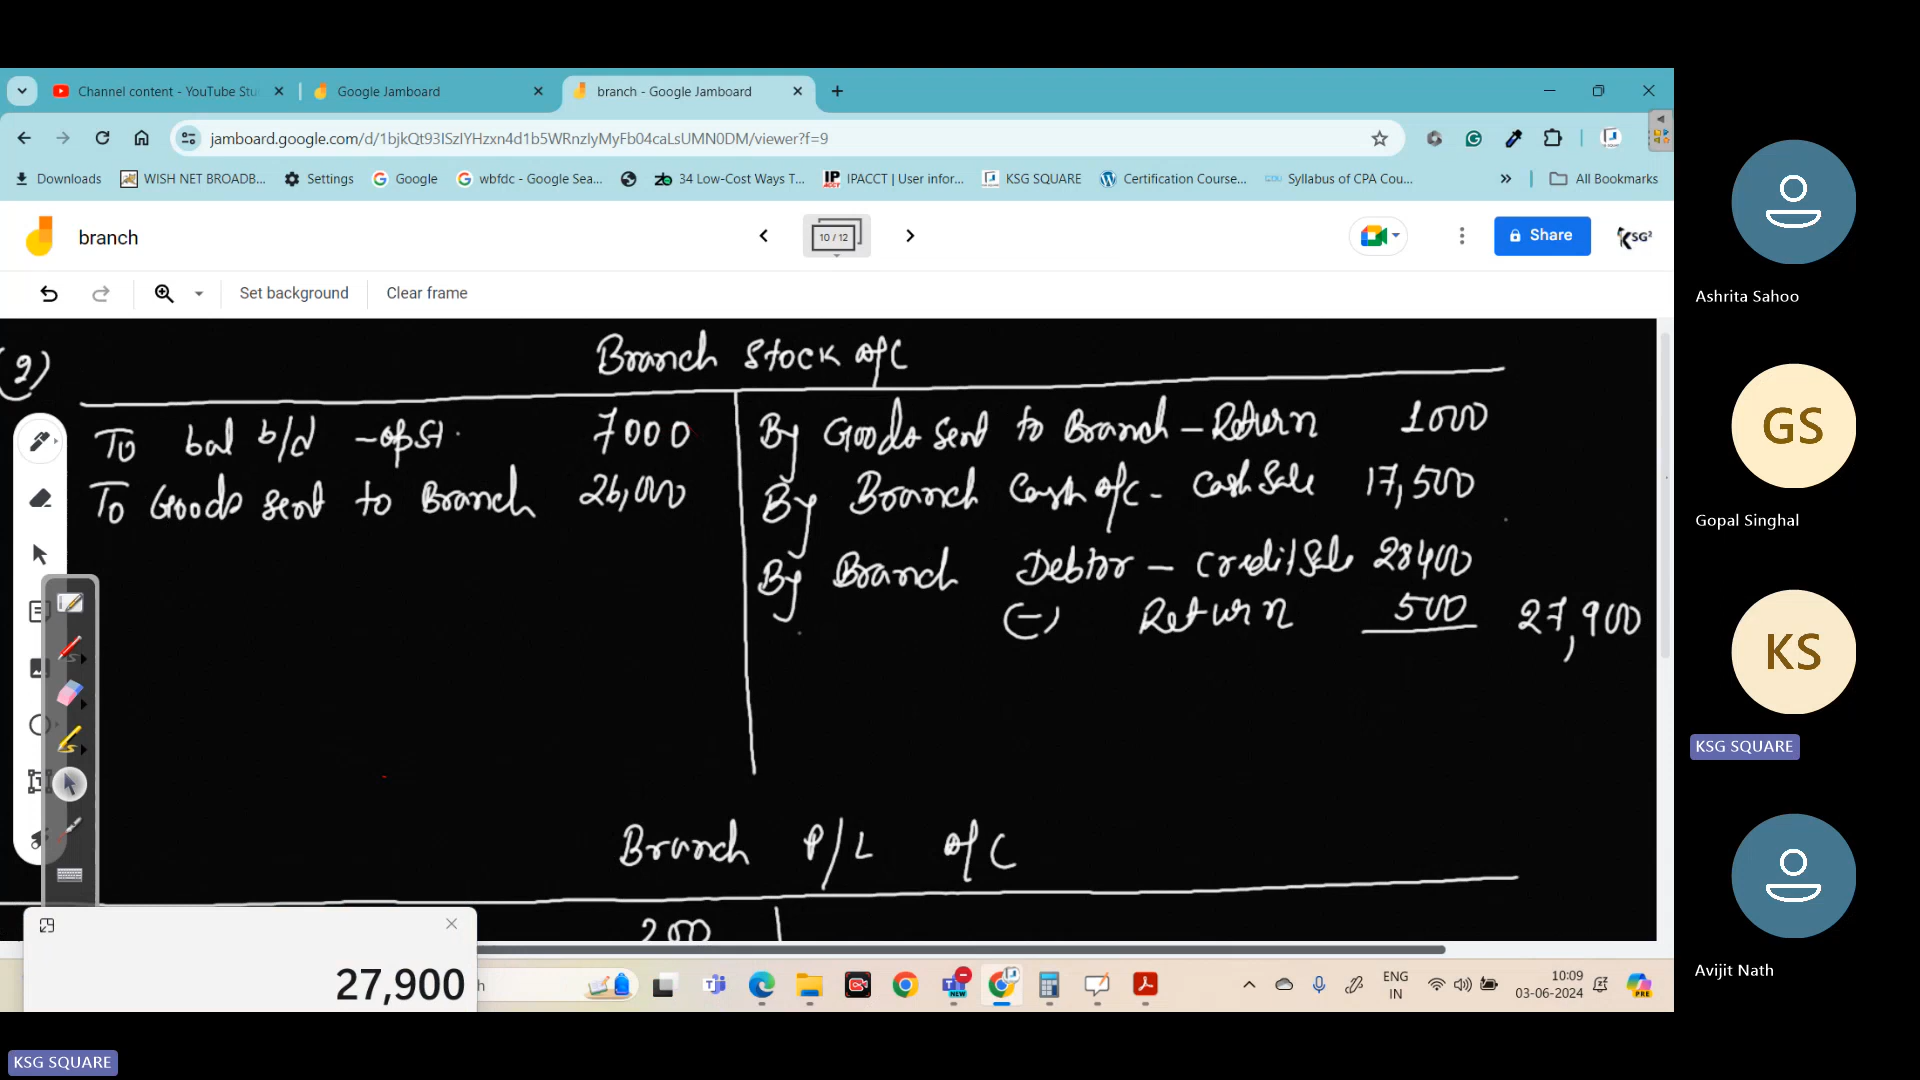 Channel content - YouTube Stu
Google Jamboard
branch - Google Jamboard
jamboard.google.com/d/1bjkQt93ISzIYHzxn4d1b5WRnzIyMyFb04caLsUMN0DM/viewer?f=9
Downloads
WISH NET BROADB...
Settings
Google
wbfdc - Google Sea...
34 Low-Cost Ways T...
IPACCT | User infor...
KSG SQUARE
Certification Course...
Syllabus of CPA Cou...
All Bookmarks
branch
10 / 12
Share
KSG²
Set background
Clear frame
(2)
Branch Stock a/c
To bal b/d - op St. 7000
By Goods Sent to Branch - Return 1000
To Goods sent to Branch 26,000
By Branch Cash a/c - Cash Sale 17,500
By Branch Debtor - Credit Sale 28400
(-) Return 500 27,900
Branch P/L a/c
200
27,900
h
ENG
IN
10:09
03-06-2024
PRE
Ashrita Sahoo
GS
Gopal Singhal
KS
KSG SQUARE
Avijit Nath
KSG SQUARE